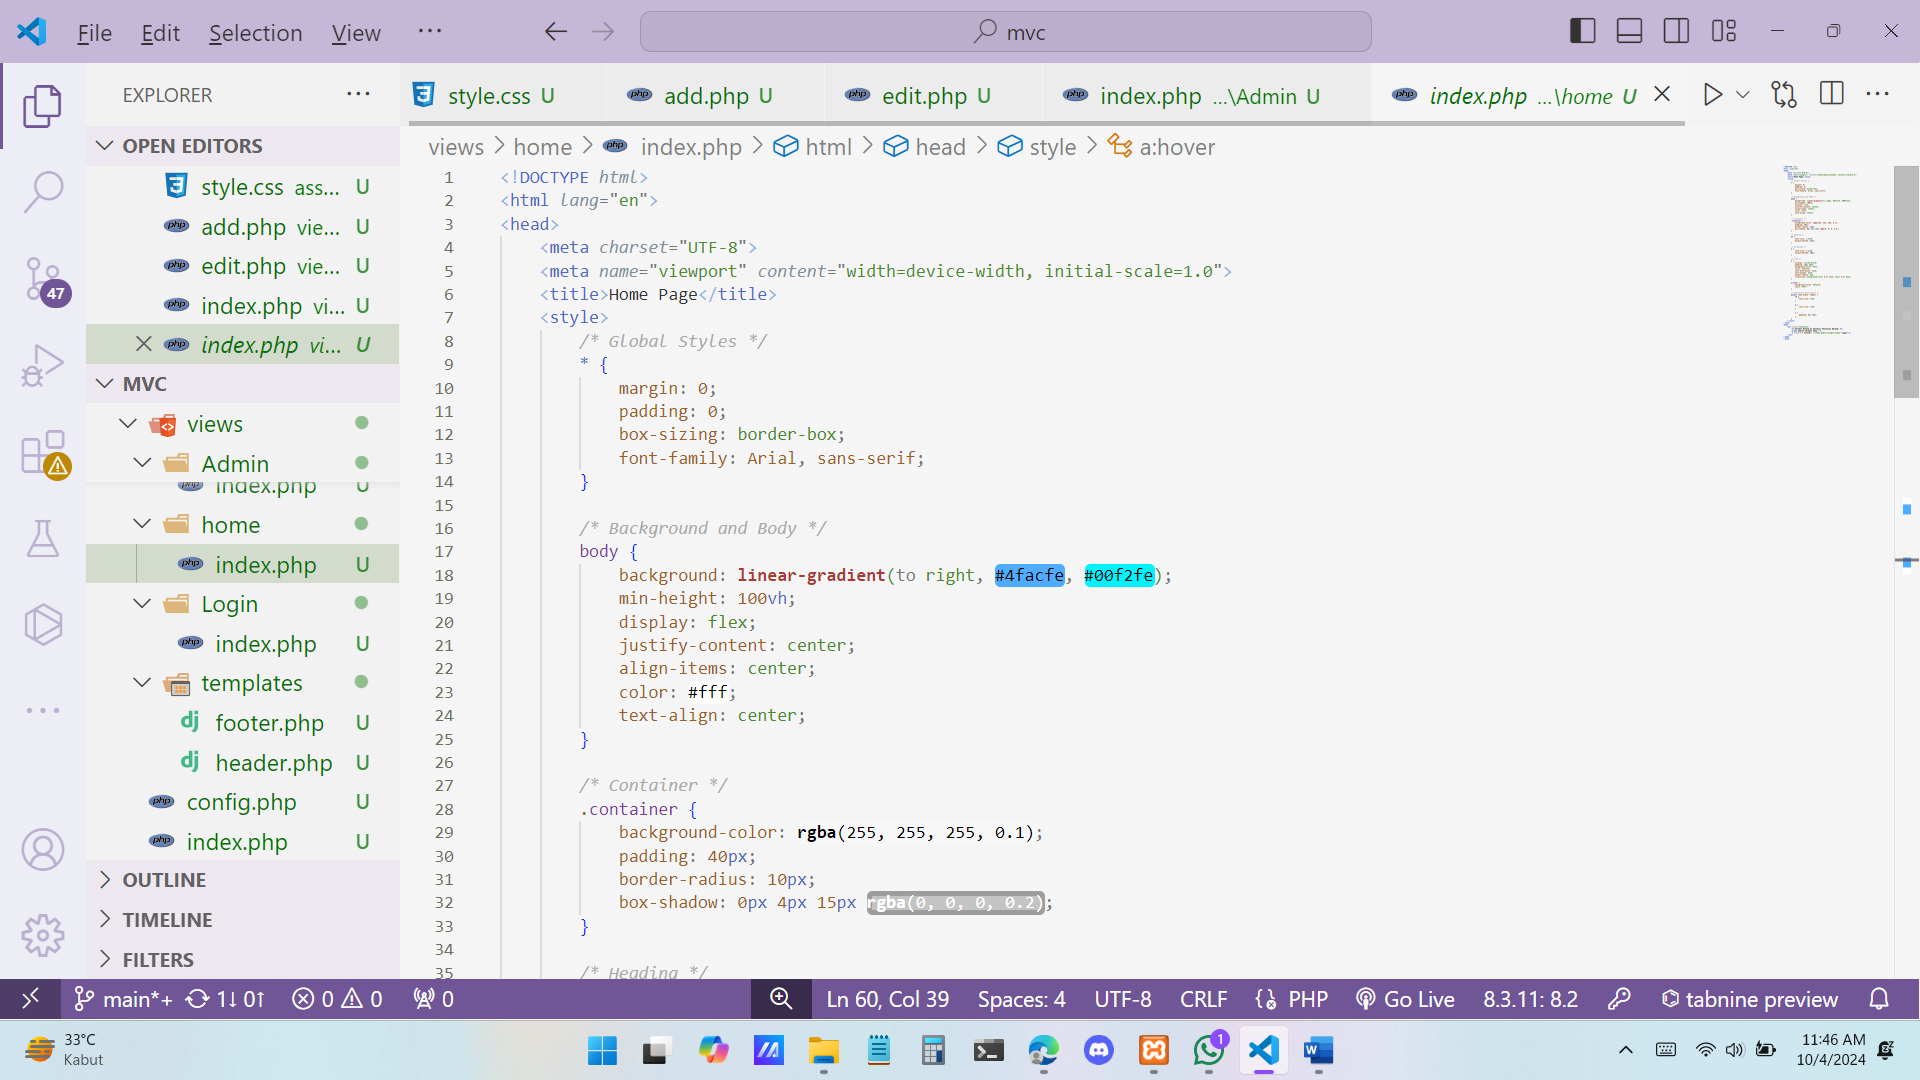 File Edit Selection View ... mvc
EXPLORER ...
style.css U add.php U edit.php U index.php ...\Admin U index.php ...\home U
OPEN EDITORS
style.css ass... U
add.php vie... U
edit.php vie... U
index.php vi... U
index.php vi... U
MVC
views
Admin
index.php U
home
index.php U
Login
index.php U
templates
footer.php U
header.php U
config.php U
index.php U
OUTLINE
TIMELINE
FILTERS
47
views > home > index.php > html > head > style > a:hover
1 <!DOCTYPE html>
2 <html lang="en">
3 <head>
4 <meta charset="UTF-8">
5 <meta name="viewport" content="width=device-width, initial-scale=1.0">
6 <title>Home Page</title>
7 <style>
8 /* Global Styles */
9 * {
10 margin: 0;
11 padding: 0;
12 box-sizing: border-box;
13 font-family: Arial, sans-serif;
14 }
15
16 /* Background and Body */
17 body {
18 background: linear-gradient(to right, #4facfe, #00f2fe);
19 min-height: 100vh;
20 display: flex;
21 justify-content: center;
22 align-items: center;
23 color: #fff;
24 text-align: center;
25 }
26
27 /* Container */
28 .container {
29 background-color: rgba(255, 255, 255, 0.1);
30 padding: 40px;
31 border-radius: 10px;
32 box-shadow: 0px 4px 15px rgba(0, 0, 0, 0.2);
33 }
34
35 /* Heading */
main*+ 1↓ 0↑ 0 0 0 Ln 60, Col 39 Spaces: 4 UTF-8 CRLF PHP Go Live 8.3.11: 8.2 tabnine preview
33°C
Kabut
1
11:46 AM
10/4/2024